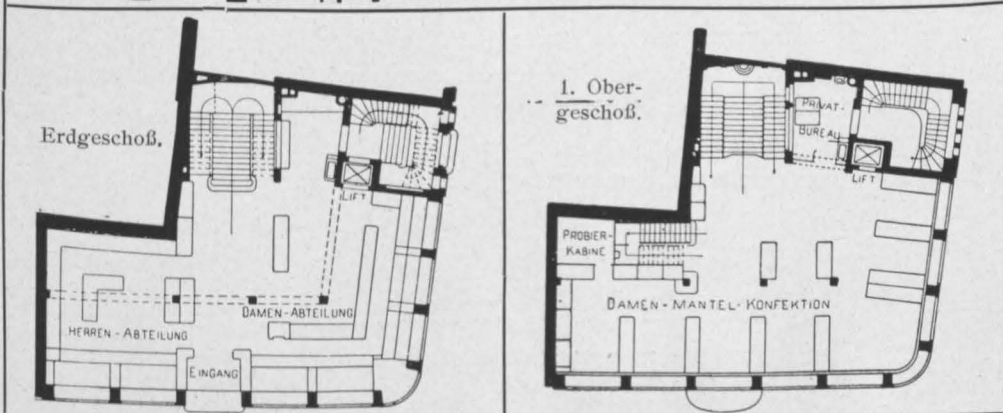 Erdgeschoß.
LIFT
DAMEN-ABTEILUNG
HERREN-ABTEILUNG
EINGANG
1. Ober-
geschoß.
PRIVAT-
BUREAU
LIFT
PROBIER-
KABINE
DAMEN-MANTEL-KONFEKTION